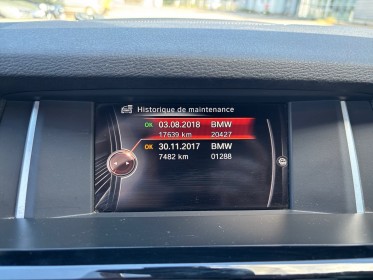 Historique de maintenance
OK 03.08.2018 BMW
17639 km 20427
OK 30.11.2017 BMW
7482 km 01288